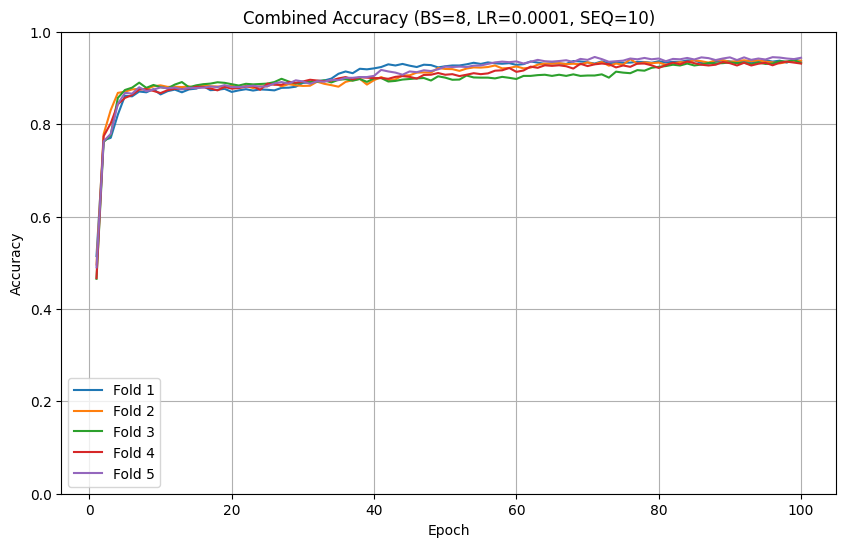 Combined Accuracy (BS=8, LR=0.0001, SEQ=10)
Accuracy
1.0
0.8
0.6
0.4
0.2
0.0
Fold 1
Fold 2
Fold 3
Fold 4
Fold 5
0 20 40 60 80 100
Epoch